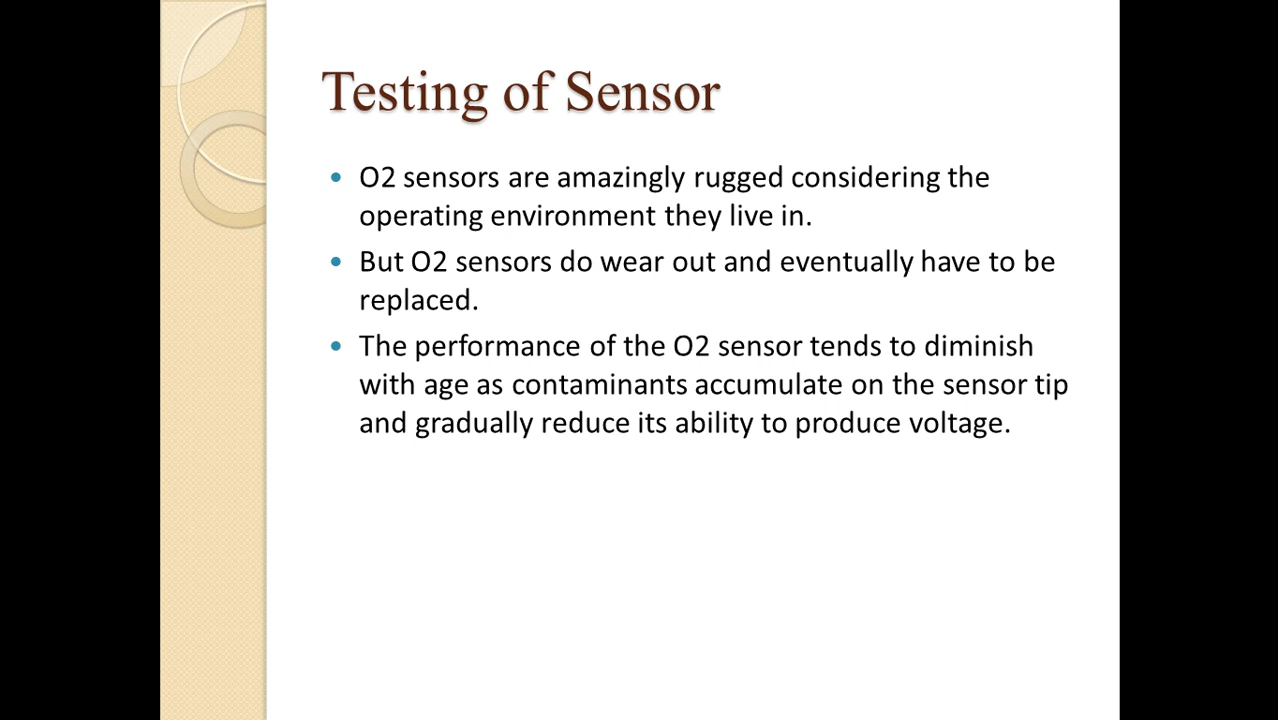 Testing of Sensor
• O2 sensors are amazingly rugged considering the
operating environment they live in.
• But O2 sensors do wear out and eventually have to be
replaced.
• The performance of the O2 sensor tends to diminish
with age as contaminants accumulate on the sensor tip
and gradually reduce its ability to produce voltage.